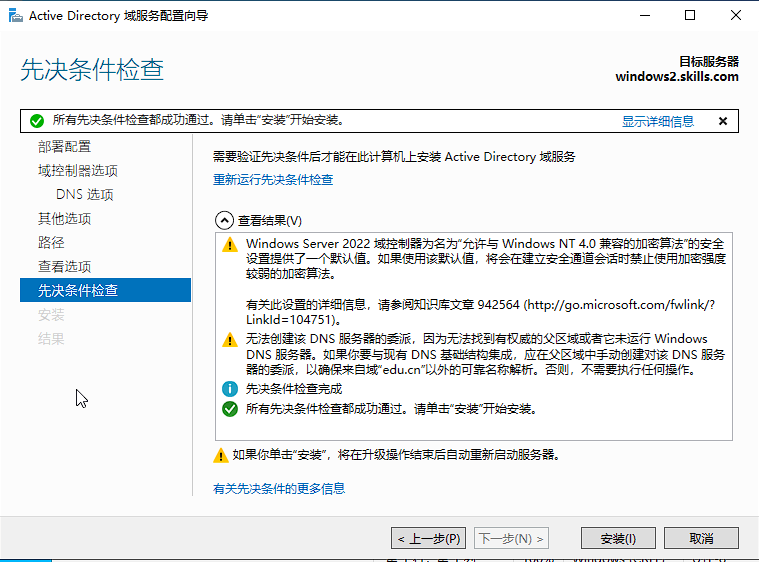 Active Directory 域服务配置向导
先决条件检查
目标服务器
windows2.skills.com
所有先决条件检查都成功通过。请单击“安装”开始安装。
显示详细信息
部署配置
域控制器选项
DNS 选项
其他选项
路径
查看选项
先决条件检查
安装
结果
需要验证先决条件后才能在此计算机上安装 Active Directory 域服务
重新运行先决条件检查
查看结果(V)
Windows Server 2022 域控制器为名为“允许与 Windows NT 4.0 兼容的加密算法”的安全
设置提供了一个默认值。如果使用该默认值，将会在建立安全通道会话时禁止使用加密强度
较弱的加密算法。
有关此设置的详细信息，请参阅知识库文章 942564 (http://go.microsoft.com/fwlink/?
LinkId=104751)。
无法创建该 DNS 服务器的委派，因为无法找到有权威的父区域或者它未运行 Windows
DNS 服务器。如果你要与现有 DNS 基础结构集成，应在父区域中手动创建对该 DNS 服务
器的委派，以确保来自域“edu.cn”以外的可靠名称解析。否则，不需要执行任何操作。
先决条件检查完成
所有先决条件检查都成功通过。请单击“安装”开始安装。
如果你单击“安装”，将在升级操作结束后自动重新启动服务器。
有关先决条件的更多信息
< 上一步(P)
下一步(N) >
安装(I)
取消